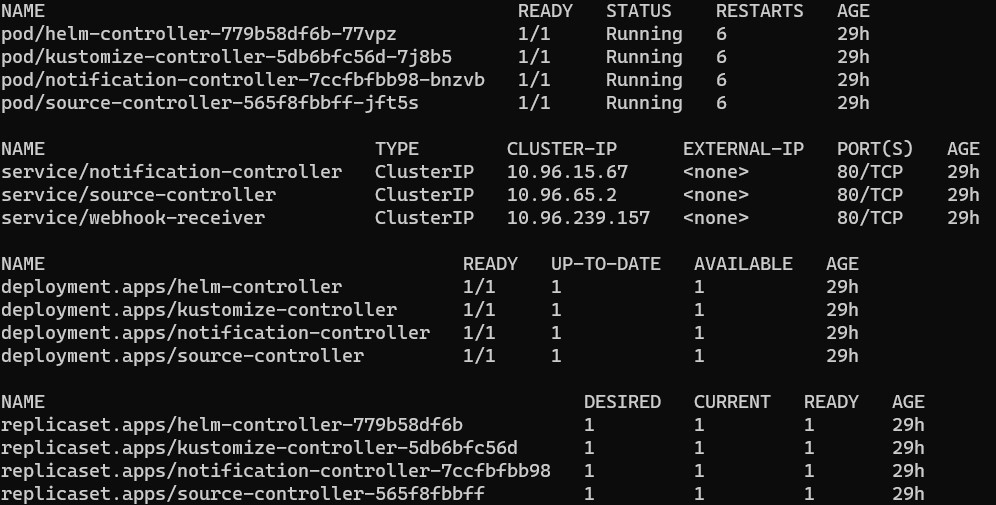 NAME                                           READY   STATUS    RESTARTS   AGE
pod/helm-controller-779b58df6b-77vpz           1/1     Running   6          29h
pod/kustomize-controller-5db6bfc56d-7j8b5      1/1     Running   6          29h
pod/notification-controller-7ccfbfbb98-bnzvb   1/1     Running   6          29h
pod/source-controller-565f8fbbff-jft5s         1/1     Running   6          29h

NAME                              TYPE        CLUSTER-IP      EXTERNAL-IP   PORT(S)   AGE
service/notification-controller   ClusterIP   10.96.15.67     <none>        80/TCP    29h
service/source-controller         ClusterIP   10.96.65.2      <none>        80/TCP    29h
service/webhook-receiver          ClusterIP   10.96.239.157   <none>        80/TCP    29h

NAME                                      READY   UP-TO-DATE   AVAILABLE   AGE
deployment.apps/helm-controller           1/1     1            1           29h
deployment.apps/kustomize-controller      1/1     1            1           29h
deployment.apps/notification-controller   1/1     1            1           29h
deployment.apps/source-controller         1/1     1            1           29h

NAME                                                 DESIRED   CURRENT   READY   AGE
replicaset.apps/helm-controller-779b58df6b           1         1         1       29h
replicaset.apps/kustomize-controller-5db6bfc56d      1         1         1       29h
replicaset.apps/notification-controller-7ccfbfbb98   1         1         1       29h
replicaset.apps/source-controller-565f8fbbff         1         1         1       29h